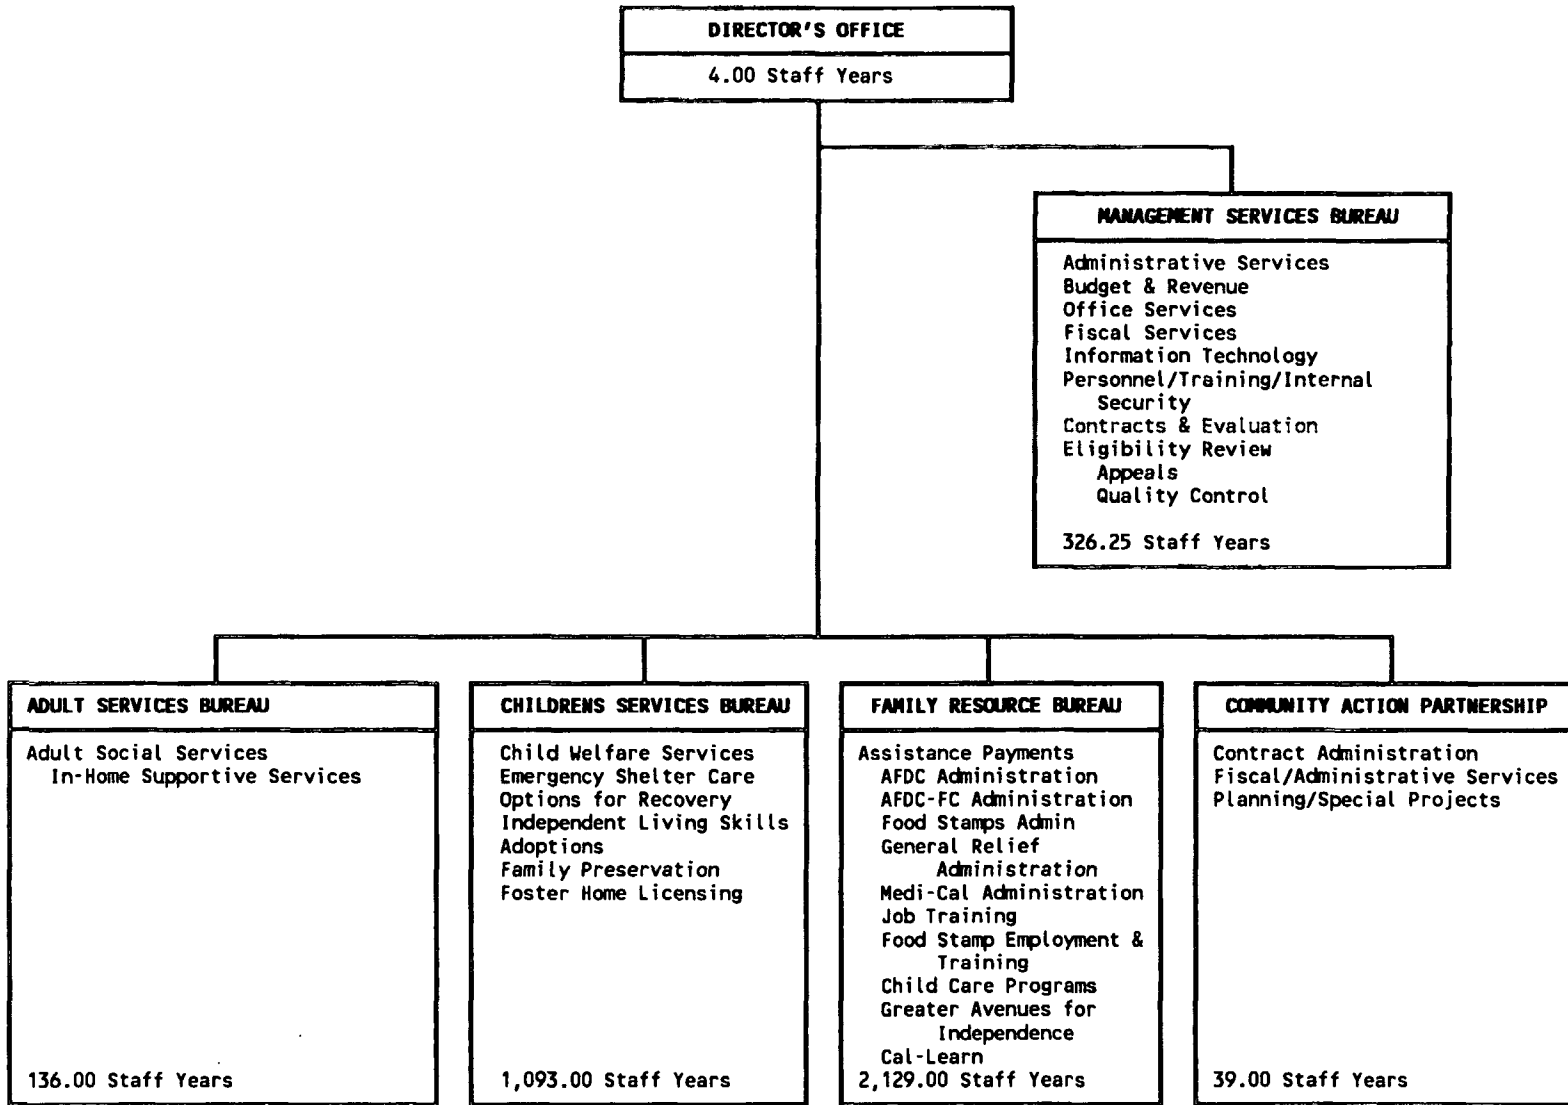 DIRECTOR'S OFFICE
4.00 Staff Years
MANAGEMENT SERVICES BUREAU
Administrative Services
Budget & Revenue
Office Services
Fiscal Services
Information Technology
Personnel/Training/Internal
Security
Contracts & Evaluation
Eligibility Review
Appeals
Quality Control
326.25 Staff Years
ADULT SERVICES BUREAU
Adult Social Services
In-Home Supportive Services
136.00 Staff Years
CHILDRENS SERVICES BUREAU
Child Welfare Services
Emergency Shelter Care
Options for Recovery
Independent Living Skills
Adoptions
Family Preservation
Foster Home Licensing
1,093.00 Staff Years
FAMILY RESOURCE BUREAU
Assistance Payments
AFDC Administration
AFDC-FC Administration
Food Stamps Admin
General Relief
Administration
Medi-Cal Administration
Job Training
Food Stamp Employment &
Training
Child Care Programs
Greater Avenues for
Independence
Cal-Learn
2,129.00 Staff Years
COMMUNITY ACTION PARTNERSHIP
Contract Administration
Fiscal/Administrative Services
Planning/Special Projects
39.00 Staff Years